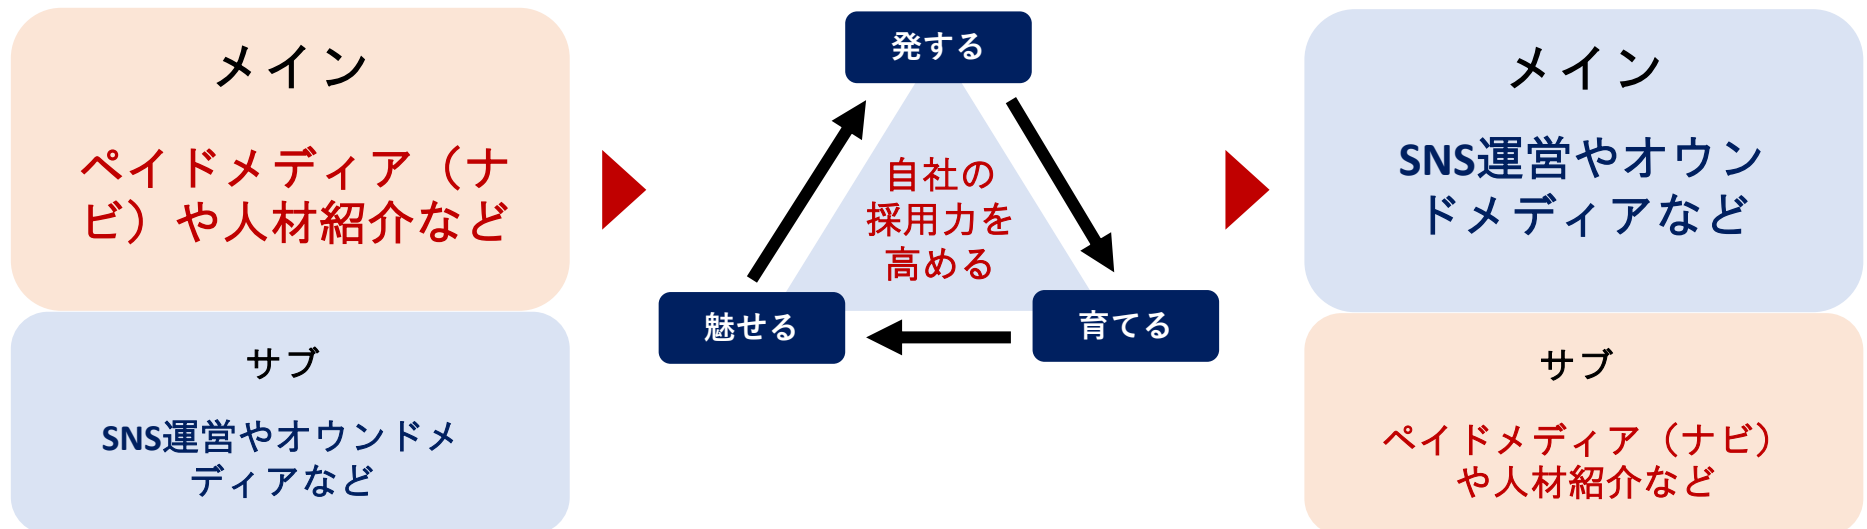 メイン
ペイドメディア（ナ
ビ）や人材紹介など
サブ
SNS運営やオウンドメ
ディアなど
発する
自社の
採用力を
高める
魅せる
育てる
メイン
SNS運営やオウン
ドメディアなど
サブ
ペイドメディア（ナビ）
や人材紹介など